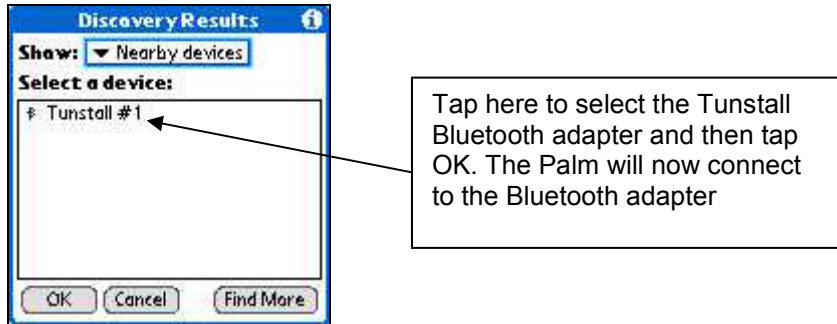 Discovery Results
Show: Nearby devices
Select a device:
Tunstall #1
OK Cancel Find More
Tap here to select the Tunstall
Bluetooth adapter and then tap
OK. The Palm will now connect
to the Bluetooth adapter